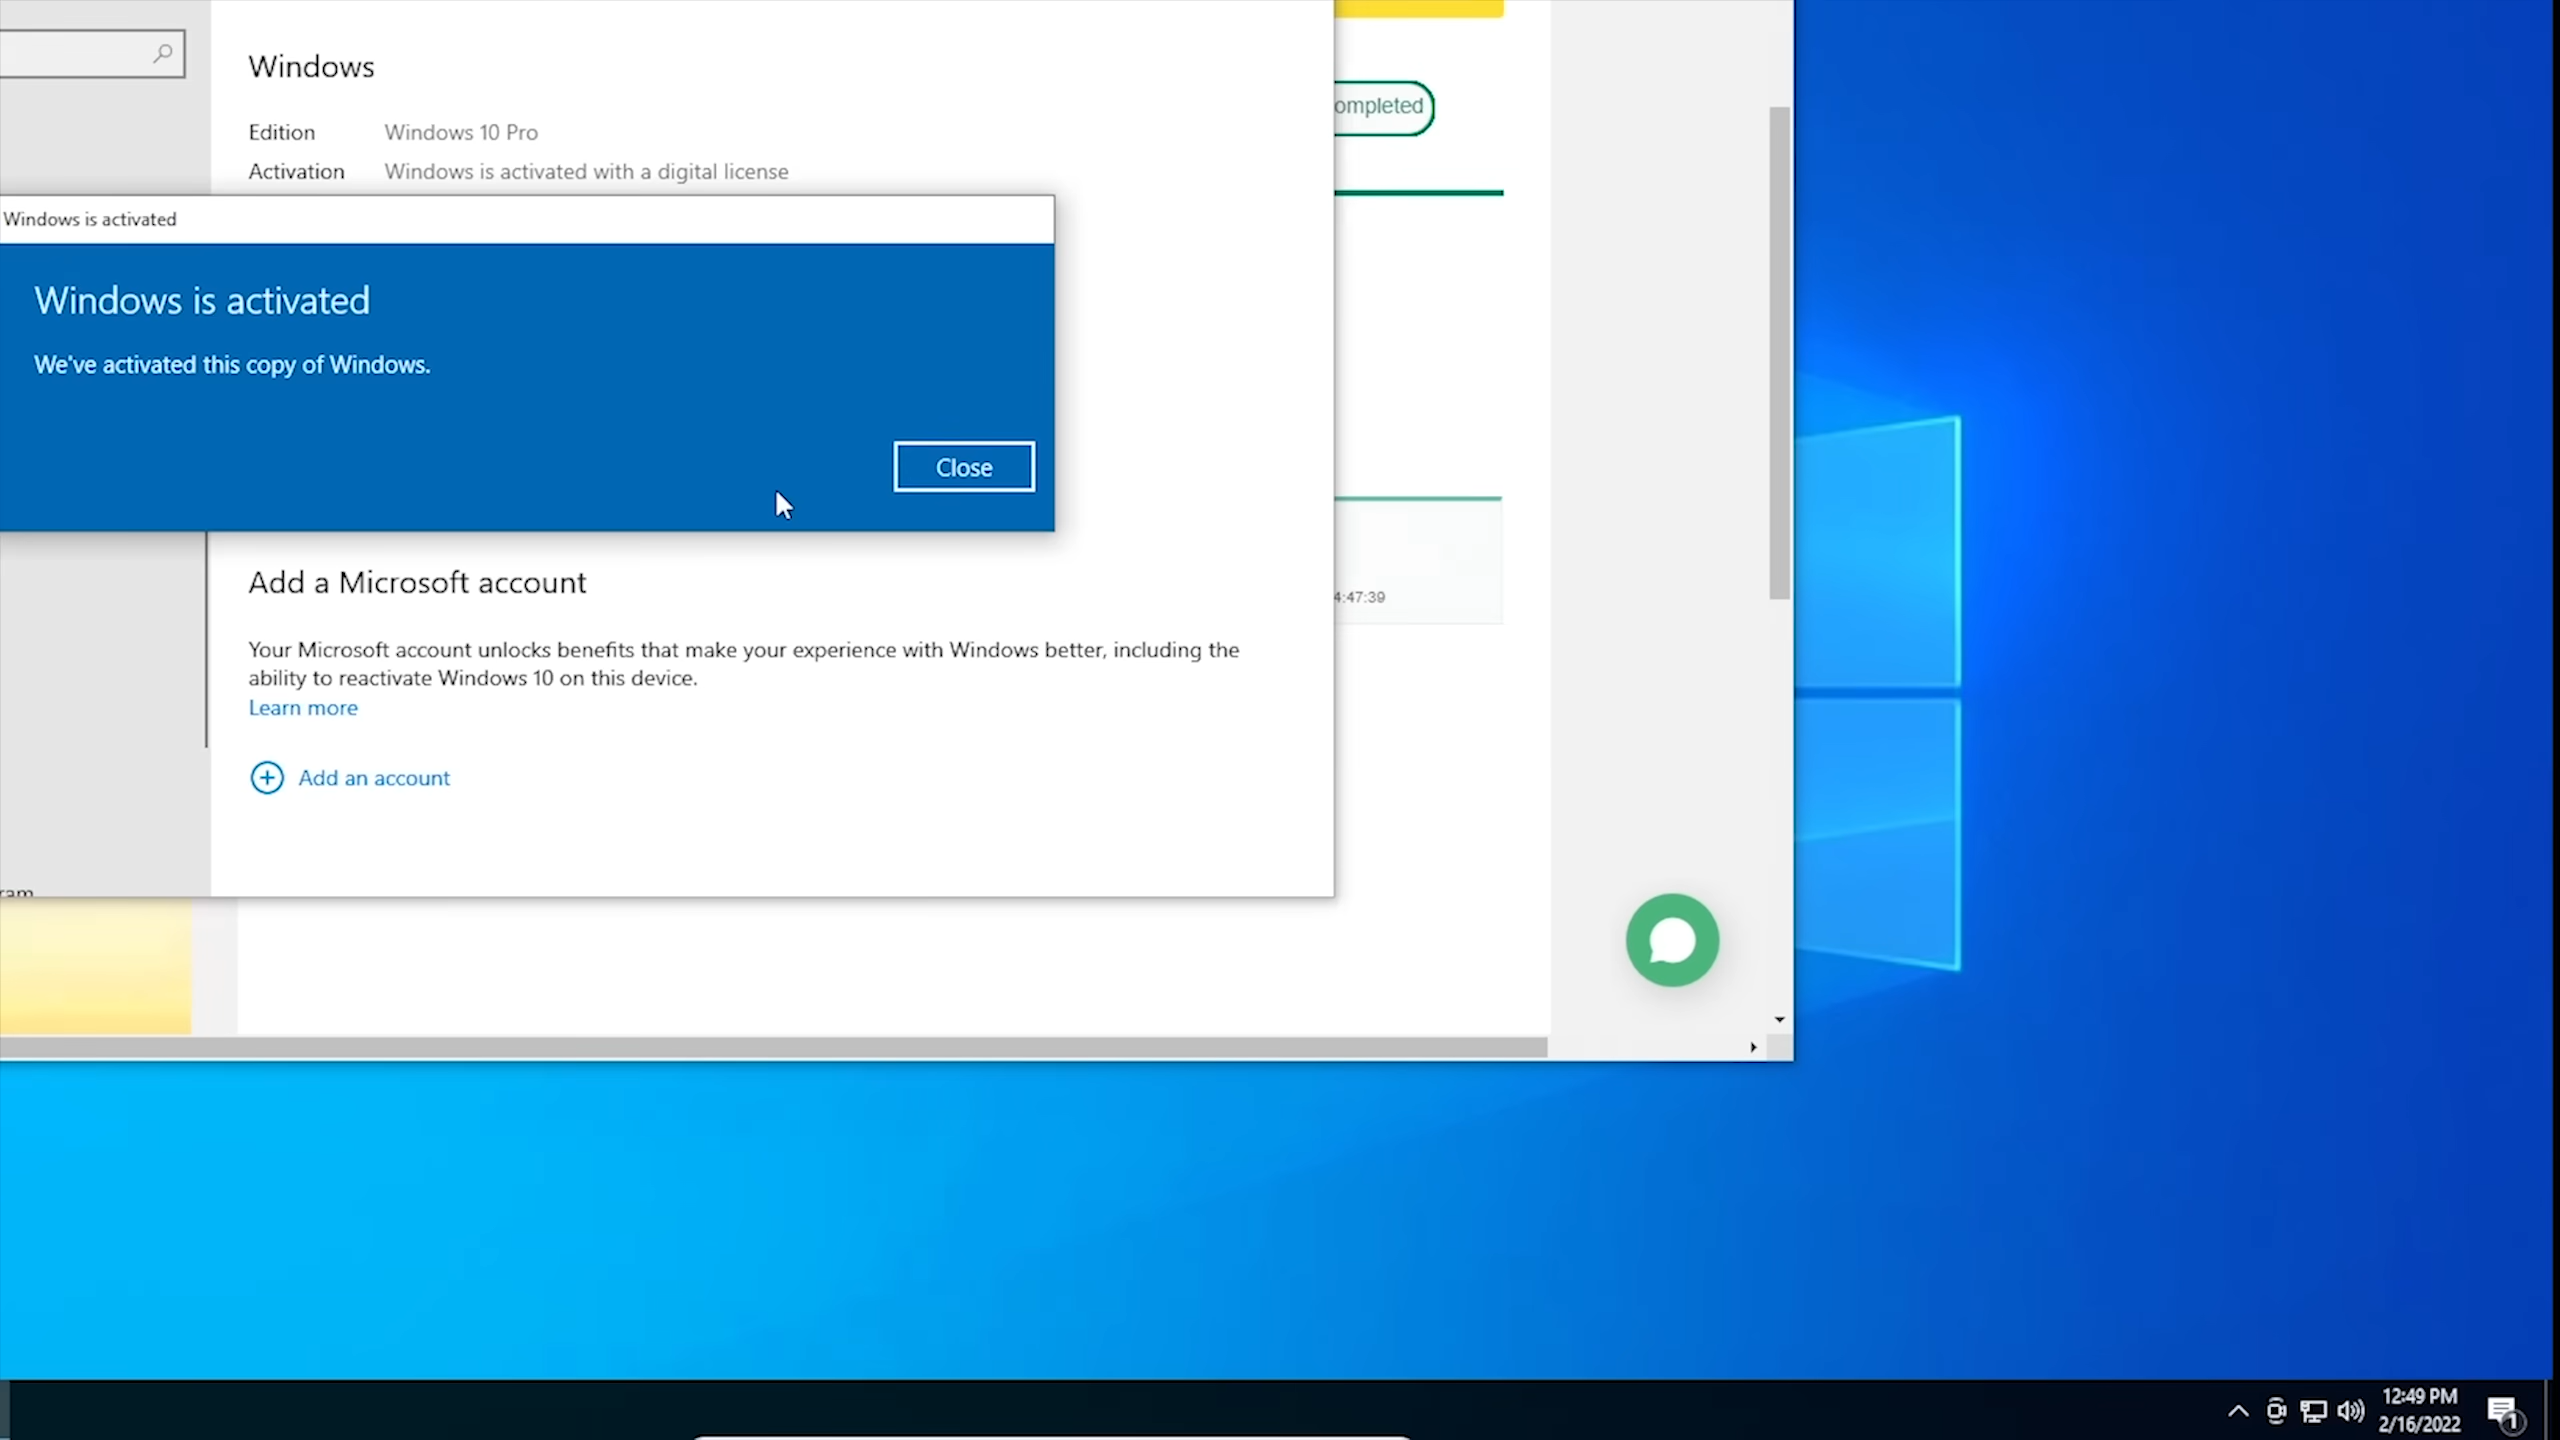 Windows
ompleted
Edition Windows 10 Pro
Activation Windows is activated with a digital license
Windows is activated
Windows is activated
We've activated this copy of Windows.
Close
Add a Microsoft account
4:47:39
Your Microsoft account unlocks benefits that make your experience with Windows better, including the
ability to reactivate Windows 10 on this device.
Learn more
Add an account
ram
12:49 PM
2/16/2022
1